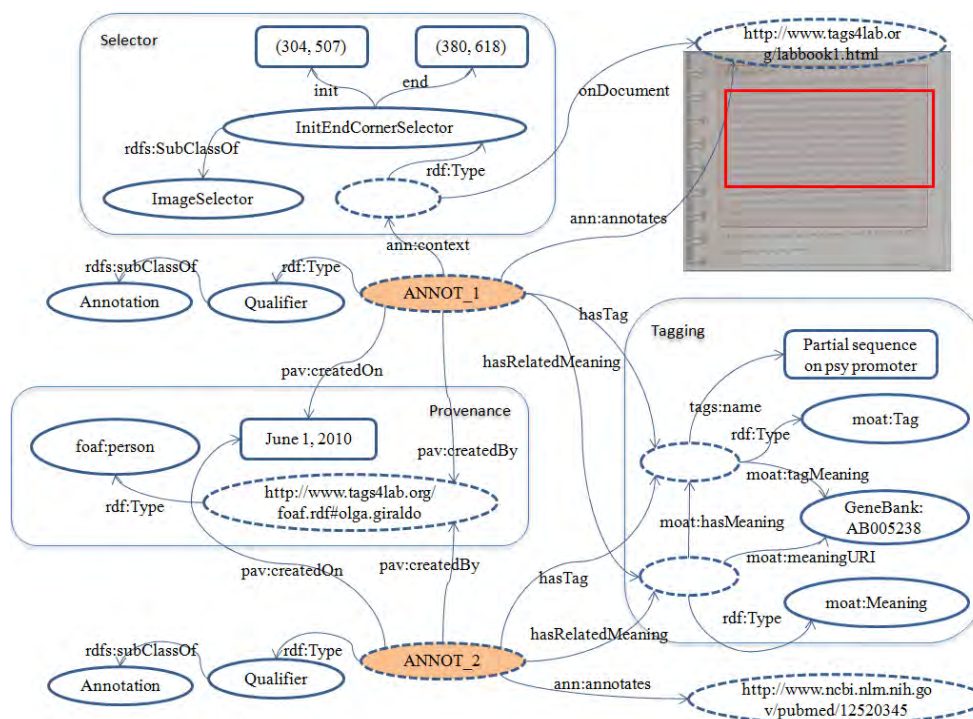 Selector
(304, 507)
(380, 618)
http://www.tags4lab.or
g/labbook1.html
init
end
onDocument
InitEndCornerSelector
rdfs:SubClassOf
rdf:Type
ImageSelector
ann:context
ann:annotates
rdfs:subClassOf
rdf:Type
Annotation
Qualifier
ANNOT_1
hasTag
Tagging
hasRelatedMeaning
Partial sequence
on psy promoter
pav:createdOn
tags:name
Provenance
rdf:Type
moat:Tag
foaf:person
June 1, 2010
pav:createdBy
moat:tagMeaning
rdf:Type
http://www.tags4lab.org/
foaf.rdf#olga.giraldo
moat:hasMeaning
GeneBank:
AB005238
moat:meaningURI
pav:createdOn
pav:createdBy
hasTag
moat:Meaning
rdf:Type
hasRelatedMeaning
rdfs:subClassOf
rdf:Type
ANNOT_2
Annotation
Qualifier
ann:annotates
http://www.ncbi.nlm.nih.go
v/pubmed/12520345